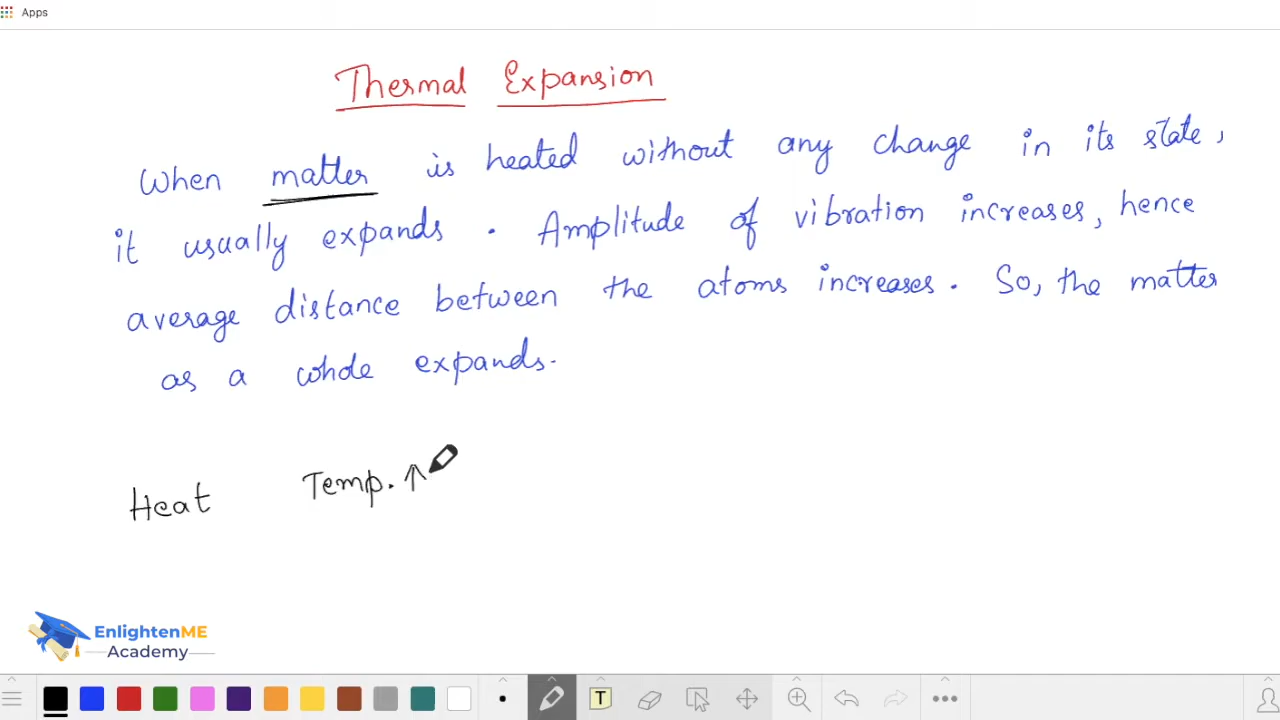 Apps
Thermal Expansion
When matter is heated without any change in its state,
it usually expands. Amplitude of vibration increases, hence
average distance between the atoms increases. So, the matter
as a whole expands.
Heat Temp. ↑
EnlightenME
Academy
T